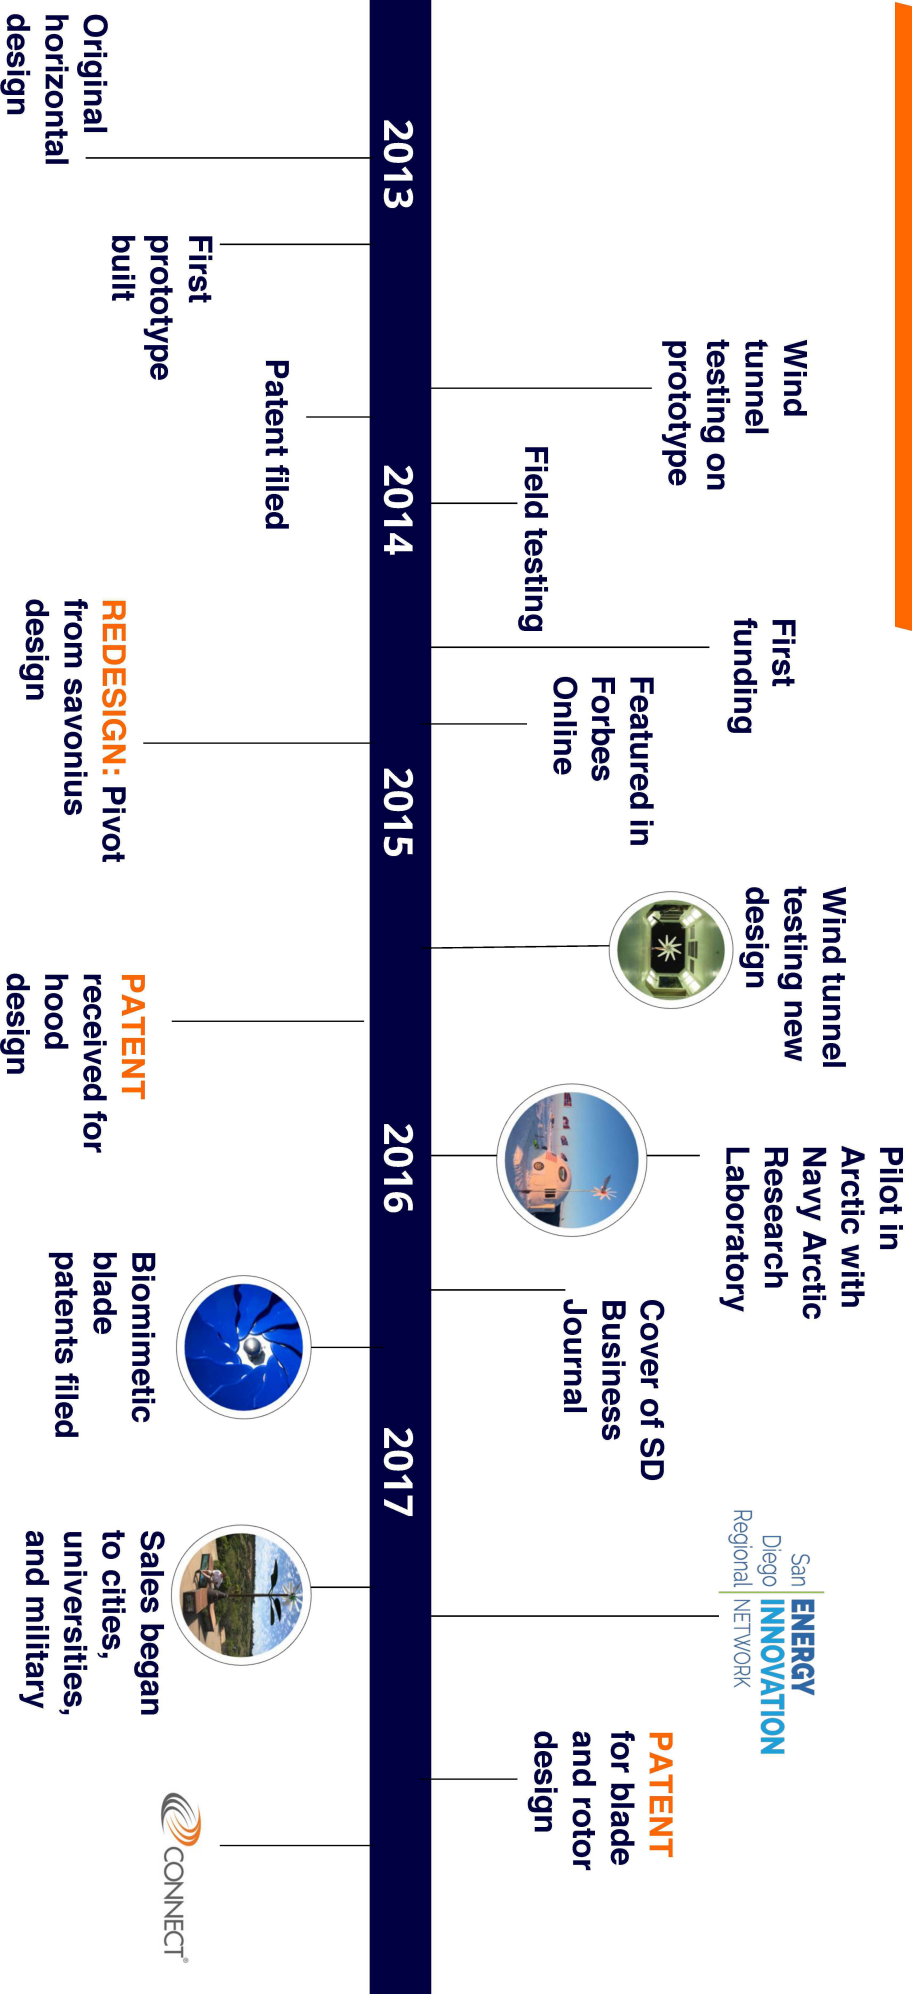 Wind
tunnel
testing on
prototype
Field testing
First
funding
Featured in
Forbes
Online
Wind tunnel
testing new
design
Pilot in
Arctic with
Navy Arctic
Research
Laboratory
Cover of SD
Business
Journal
San ENERGY
Diego INNOVATION
Regional NETWORK
PATENT
for blade
and rotor
design
2013 2014 2015 2016 2017
Original
horizontal
design
First
prototype
built
Patent filed
REDESIGN: Pivot
from savonius
design
PATENT
received for
hood
design
Biomimetic
blade
patents filed
Sales began
to cities,
universities,
and military
CONNECT®